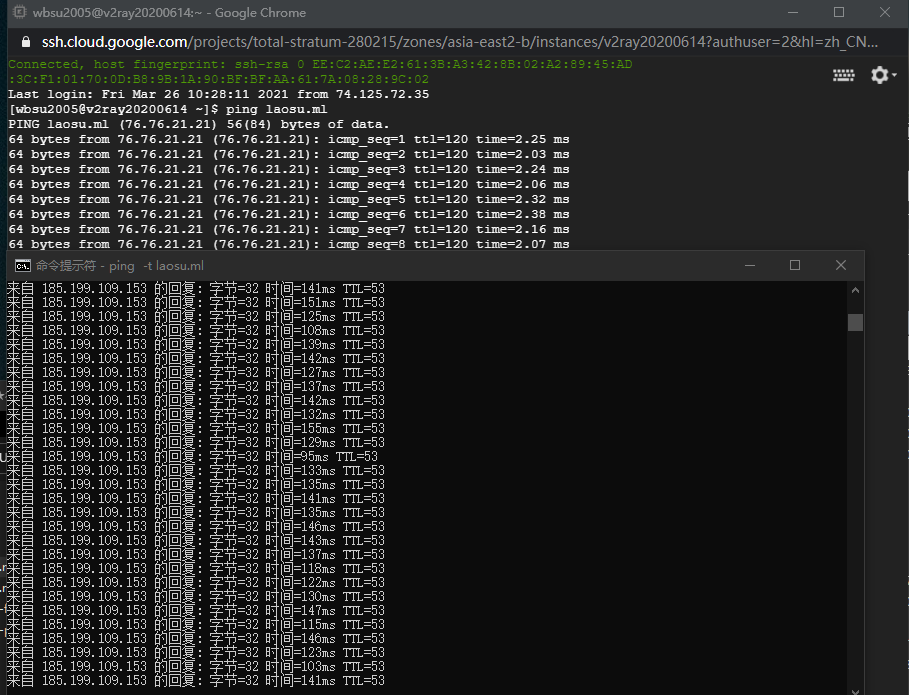 wbsu2005@v2ray20200614:~ - Google Chrome
ssh.cloud.google.com/projects/total-stratum-280215/zones/asia-east2-b/instances/v2ray20200614?authuser=2&hl=zh_CN...
Connected, host fingerprint: ssh-rsa 0 EE:C2:AE:E2:61:3B:A3:42:8B:02:A2:89:45:AD
:3C:F1:01:70:0D:B8:9B:1A:90:BF:BF:AA:61:7A:08:28:9C:02
Last login: Fri Mar 26 10:28:11 2021 from 74.125.72.35
[wbsu2005@v2ray20200614 ~]$ ping laosu.ml
PING laosu.ml (76.76.21.21) 56(84) bytes of data.
64 bytes from 76.76.21.21 (76.76.21.21): icmp_seq=1 ttl=120 time=2.25 ms
64 bytes from 76.76.21.21 (76.76.21.21): icmp_seq=2 ttl=120 time=2.03 ms
64 bytes from 76.76.21.21 (76.76.21.21): icmp_seq=3 ttl=120 time=2.24 ms
64 bytes from 76.76.21.21 (76.76.21.21): icmp_seq=4 ttl=120 time=2.06 ms
64 bytes from 76.76.21.21 (76.76.21.21): icmp_seq=5 ttl=120 time=2.32 ms
64 bytes from 76.76.21.21 (76.76.21.21): icmp_seq=6 ttl=120 time=2.38 ms
64 bytes from 76.76.21.21 (76.76.21.21): icmp_seq=7 ttl=120 time=2.16 ms
64 bytes from 76.76.21.21 (76.76.21.21): icmp_seq=8 ttl=120 time=2.07 ms
命令提示符 - ping -t laosu.ml
来自 185.199.109.153 的回复: 字节=32 时间=141ms TTL=53
来自 185.199.109.153 的回复: 字节=32 时间=151ms TTL=53
来自 185.199.109.153 的回复: 字节=32 时间=125ms TTL=53
来自 185.199.109.153 的回复: 字节=32 时间=108ms TTL=53
来自 185.199.109.153 的回复: 字节=32 时间=139ms TTL=53
来自 185.199.109.153 的回复: 字节=32 时间=142ms TTL=53
来自 185.199.109.153 的回复: 字节=32 时间=127ms TTL=53
来自 185.199.109.153 的回复: 字节=32 时间=137ms TTL=53
来自 185.199.109.153 的回复: 字节=32 时间=142ms TTL=53
来自 185.199.109.153 的回复: 字节=32 时间=132ms TTL=53
来自 185.199.109.153 的回复: 字节=32 时间=155ms TTL=53
来自 185.199.109.153 的回复: 字节=32 时间=129ms TTL=53
来自 185.199.109.153 的回复: 字节=32 时间=95ms TTL=53
来自 185.199.109.153 的回复: 字节=32 时间=133ms TTL=53
来自 185.199.109.153 的回复: 字节=32 时间=135ms TTL=53
来自 185.199.109.153 的回复: 字节=32 时间=141ms TTL=53
来自 185.199.109.153 的回复: 字节=32 时间=135ms TTL=53
来自 185.199.109.153 的回复: 字节=32 时间=146ms TTL=53
来自 185.199.109.153 的回复: 字节=32 时间=143ms TTL=53
来自 185.199.109.153 的回复: 字节=32 时间=137ms TTL=53
来自 185.199.109.153 的回复: 字节=32 时间=118ms TTL=53
来自 185.199.109.153 的回复: 字节=32 时间=122ms TTL=53
来自 185.199.109.153 的回复: 字节=32 时间=130ms TTL=53
来自 185.199.109.153 的回复: 字节=32 时间=147ms TTL=53
来自 185.199.109.153 的回复: 字节=32 时间=115ms TTL=53
来自 185.199.109.153 的回复: 字节=32 时间=146ms TTL=53
来自 185.199.109.153 的回复: 字节=32 时间=123ms TTL=53
来自 185.199.109.153 的回复: 字节=32 时间=103ms TTL=53
来自 185.199.109.153 的回复: 字节=32 时间=141ms TTL=53